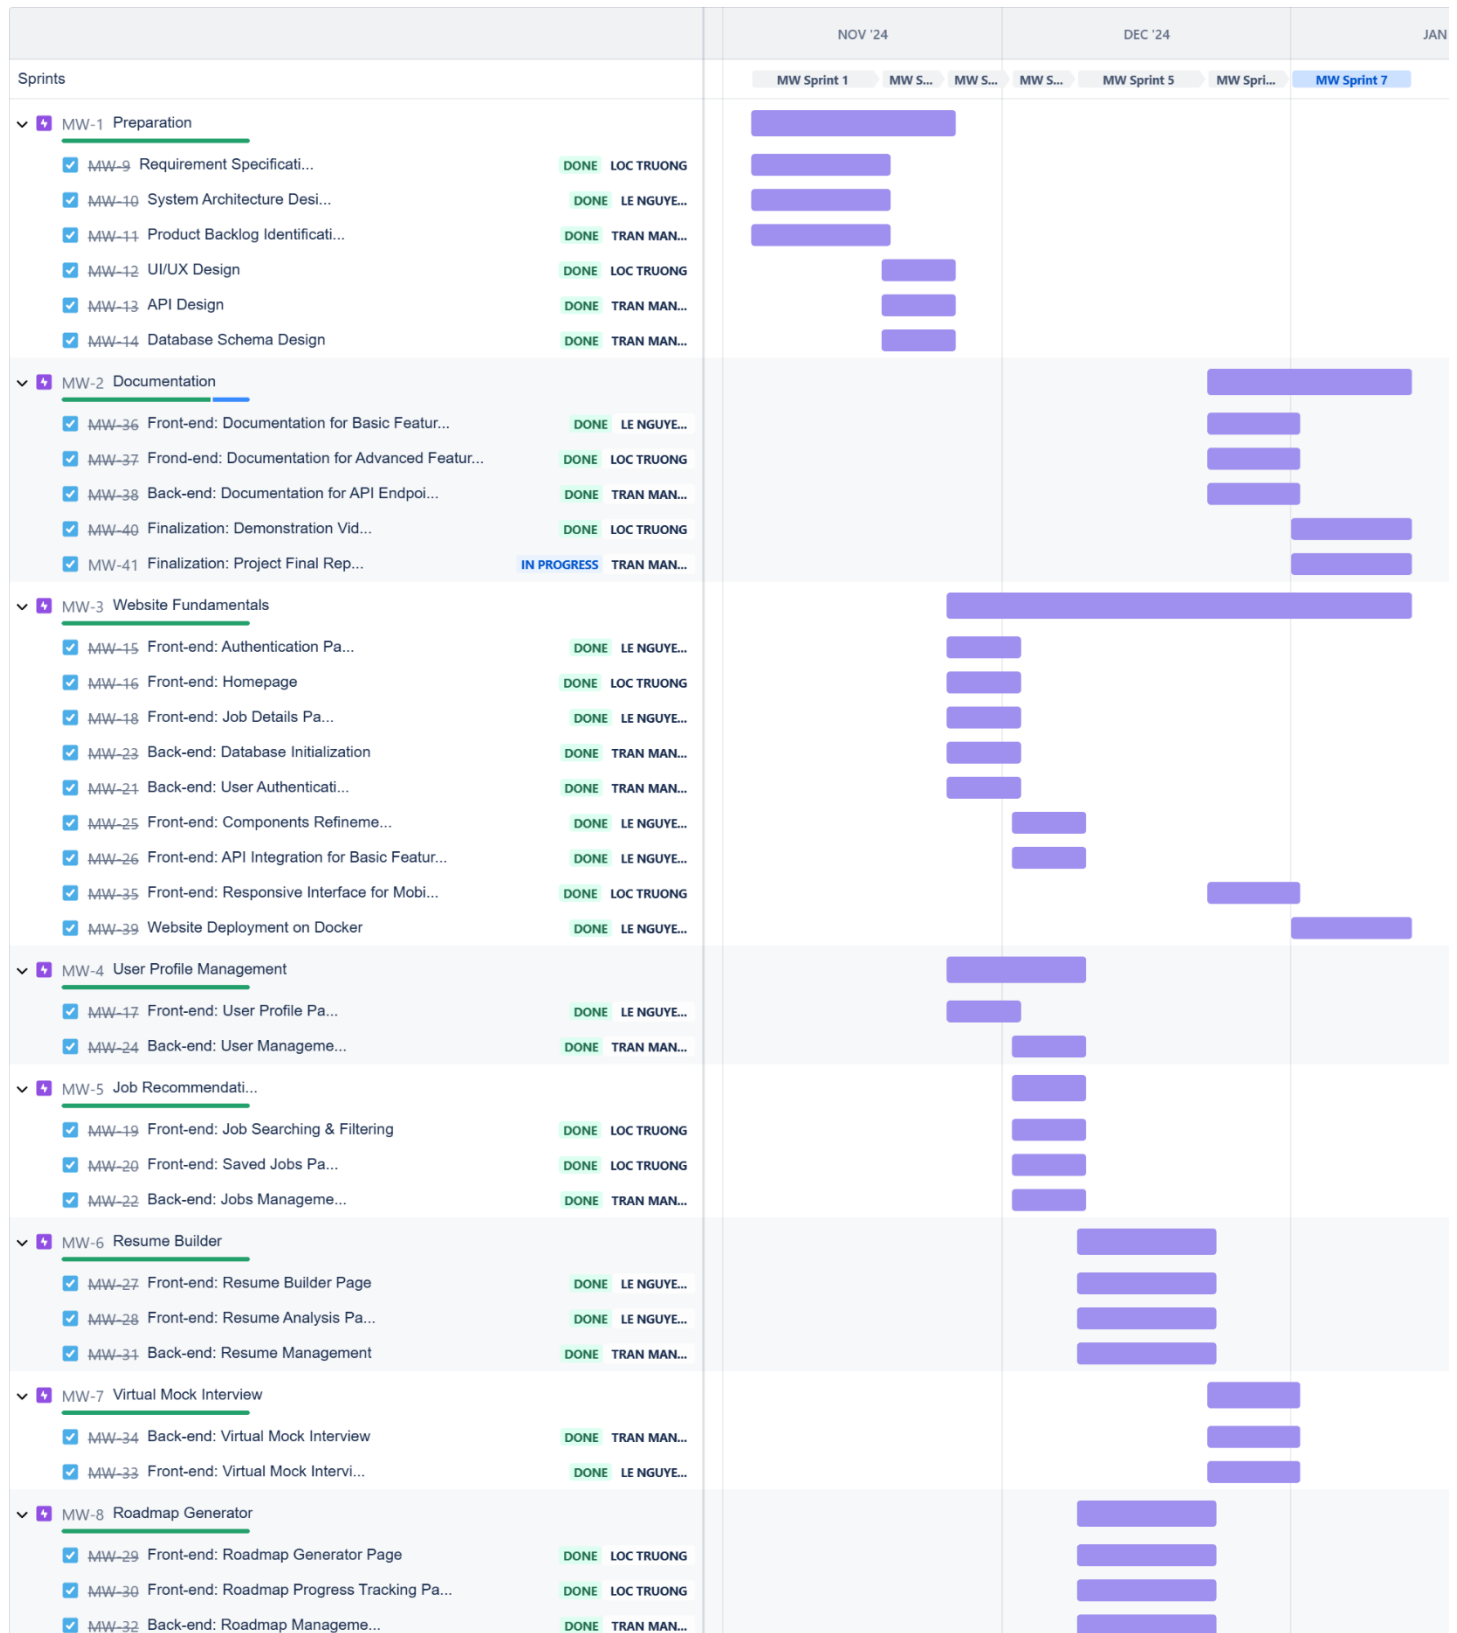 NOV '24 DEC '24 JAN
Sprints MW Sprint 1 MW S... MW S... MW S... MW Sprint 5 MW Spri... MW Sprint 7
MW-1 Preparation
MW-9 Requirement Specificati... DONE LOC TRUONG
MW-10 System Architecture Desi... DONE LE NGUYE...
MW-11 Product Backlog Identificati... DONE TRAN MAN...
MW-12 UI/UX Design DONE LOC TRUONG
MW-13 API Design DONE TRAN MAN...
MW-14 Database Schema Design DONE TRAN MAN...
MW-2 Documentation
MW-36 Front-end: Documentation for Basic Featur... DONE LE NGUYE...
MW-37 Frond-end: Documentation for Advanced Featur... DONE LOC TRUONG
MW-38 Back-end: Documentation for API Endpoi... DONE TRAN MAN...
MW-40 Finalization: Demonstration Vid... DONE LOC TRUONG
MW-41 Finalization: Project Final Rep... IN PROGRESS TRAN MAN...
MW-3 Website Fundamentals
MW-15 Front-end: Authentication Pa... DONE LE NGUYE...
MW-16 Front-end: Homepage DONE LOC TRUONG
MW-18 Front-end: Job Details Pa... DONE LE NGUYE...
MW-23 Back-end: Database Initialization DONE TRAN MAN...
MW-21 Back-end: User Authenticati... DONE TRAN MAN...
MW-25 Front-end: Components Refineme... DONE LE NGUYE...
MW-26 Front-end: API Integration for Basic Featur... DONE LE NGUYE...
MW-35 Front-end: Responsive Interface for Mobi... DONE LOC TRUONG
MW-39 Website Deployment on Docker DONE LE NGUYE...
MW-4 User Profile Management
MW-17 Front-end: User Profile Pa... DONE LE NGUYE...
MW-24 Back-end: User Manageme... DONE TRAN MAN...
MW-5 Job Recommendati...
MW-19 Front-end: Job Searching & Filtering DONE LOC TRUONG
MW-20 Front-end: Saved Jobs Pa... DONE LOC TRUONG
MW-22 Back-end: Jobs Manageme... DONE TRAN MAN...
MW-6 Resume Builder
MW-27 Front-end: Resume Builder Page DONE LE NGUYE...
MW-28 Front-end: Resume Analysis Pa... DONE LE NGUYE...
MW-31 Back-end: Resume Management DONE TRAN MAN...
MW-7 Virtual Mock Interview
MW-34 Back-end: Virtual Mock Interview DONE TRAN MAN...
MW-33 Front-end: Virtual Mock Intervi... DONE LE NGUYE...
MW-8 Roadmap Generator
MW-29 Front-end: Roadmap Generator Page DONE LOC TRUONG
MW-30 Front-end: Roadmap Progress Tracking Pa... DONE LOC TRUONG
MW-32 Back-end: Roadmap Manageme... DONE TRAN MAN...